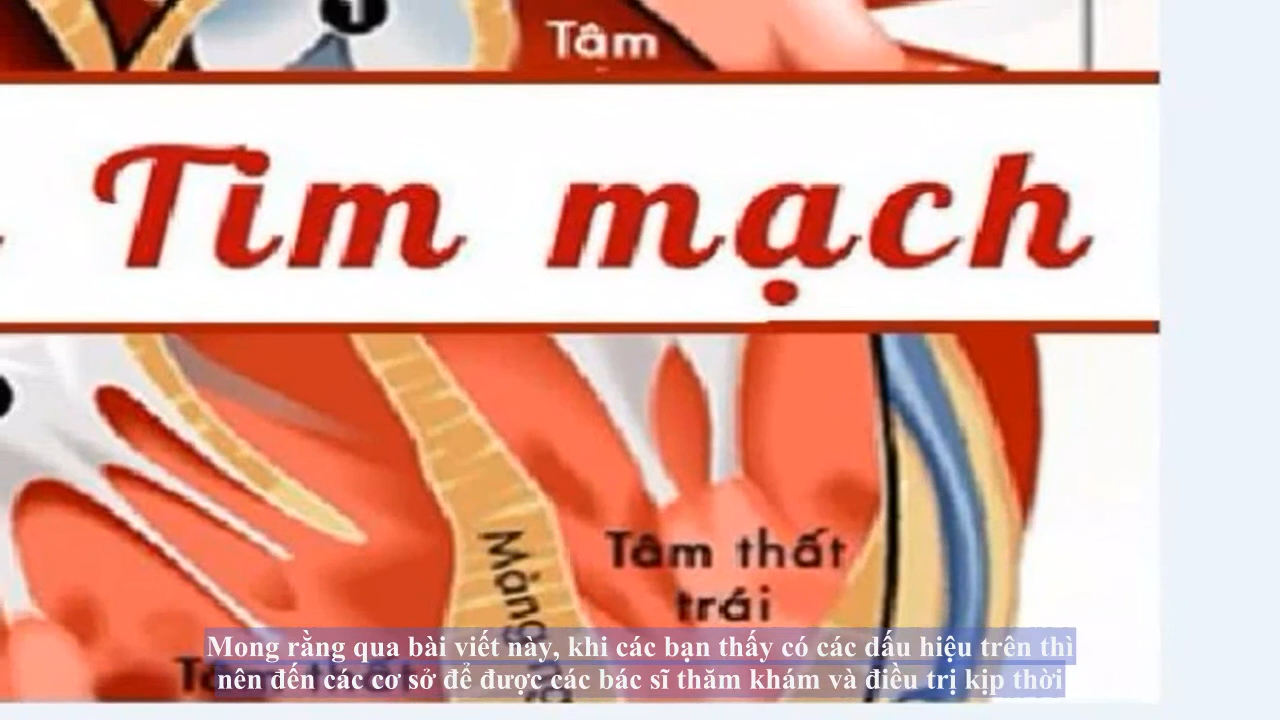 1
Tâm
Tim mạch
Màng
Tâm thất
trái
Mong rằng qua bài viết này, khi các bạn thấy có các dấu hiệu trên thì
nên đến các cơ sở để được các bác sĩ thăm khám và điều trị kịp thời